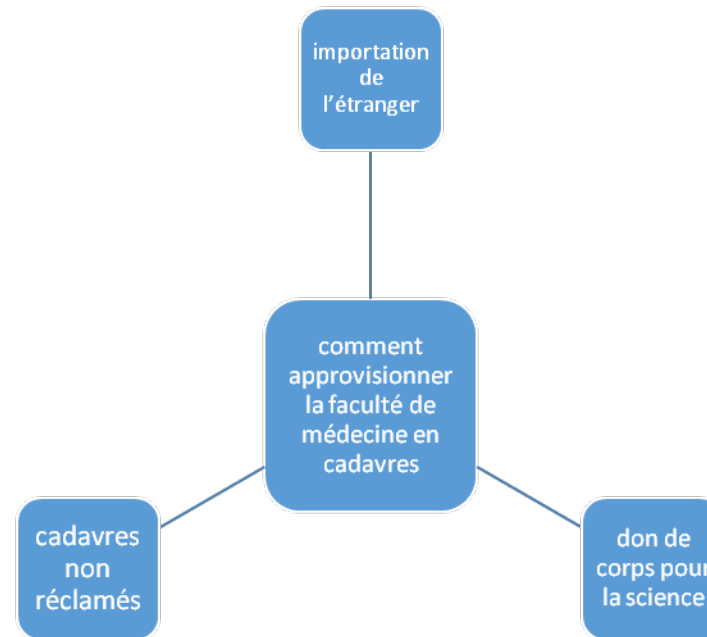 importation
de
l'étranger
comment
approvisionner
la faculté de
médecine en
cadavres
cadavres
non
réclamés
don de
corps pour
la science